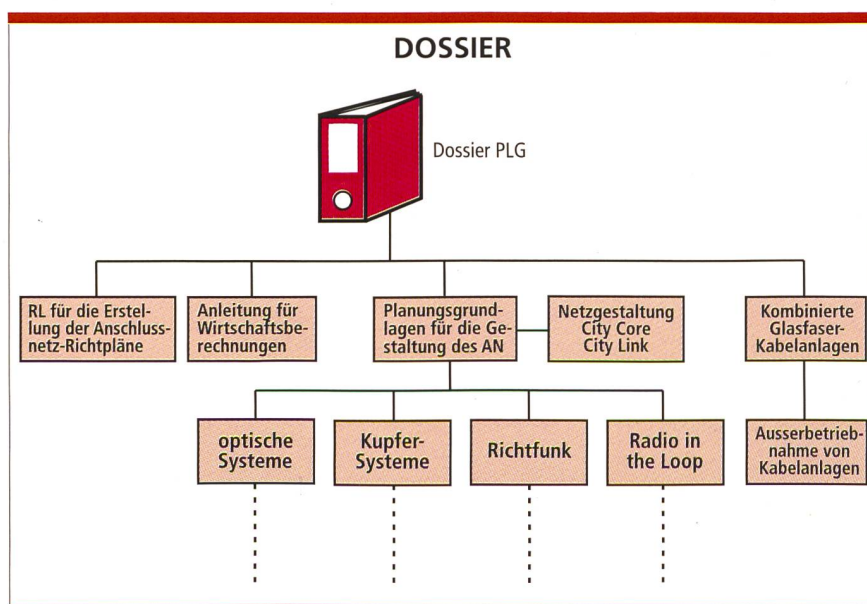 DOSSIER
Dossier PLG
RL für die Erstel-
lung der Anschluss-
netz-Richtpläne
Anleitung für
Wirtschaftsbe-
rechnungen
Planungsgrund-
lagen für die Ge-
staltung des AN
Netzgestaltung
City Core
City Link
Kombinierte
Glasfaser-
Kabelanlagen
optische
Systeme
Kupfer-
Systeme
Richtfunk
Radio in
the Loop
Ausserbetrieb-
nahme von
Kabelanlagen